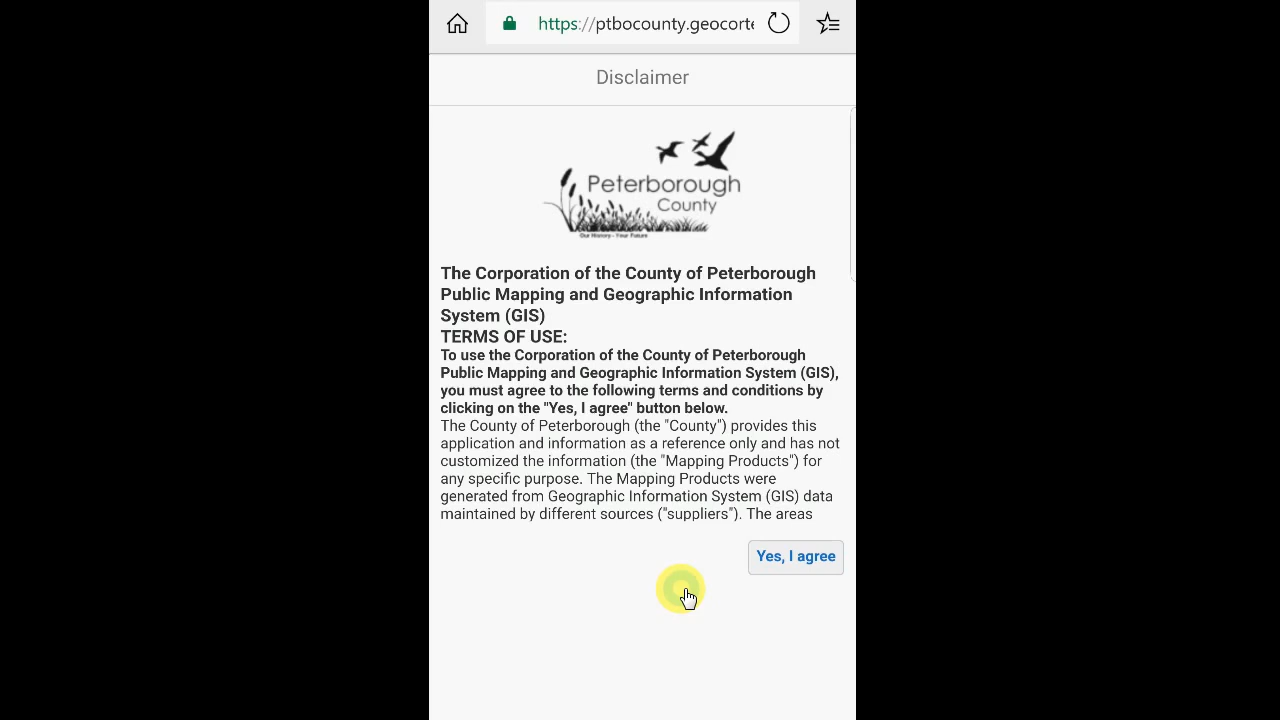 https://ptbocounty.geocorte
Disclaimer
Peterborough
County
Our History - Your Future
The Corporation of the County of Peterborough
Public Mapping and Geographic Information
System (GIS)
TERMS OF USE:
To use the Corporation of the County of Peterborough
Public Mapping and Geographic Information System (GIS),
you must agree to the following terms and conditions by
clicking on the "Yes, I agree" button below.
The County of Peterborough (the "County") provides this
application and information as a reference only and has not
customized the information (the "Mapping Products") for
any specific purpose. The Mapping Products were
generated from Geographic Information System (GIS) data
maintained by different sources ("suppliers"). The areas
Yes, I agree